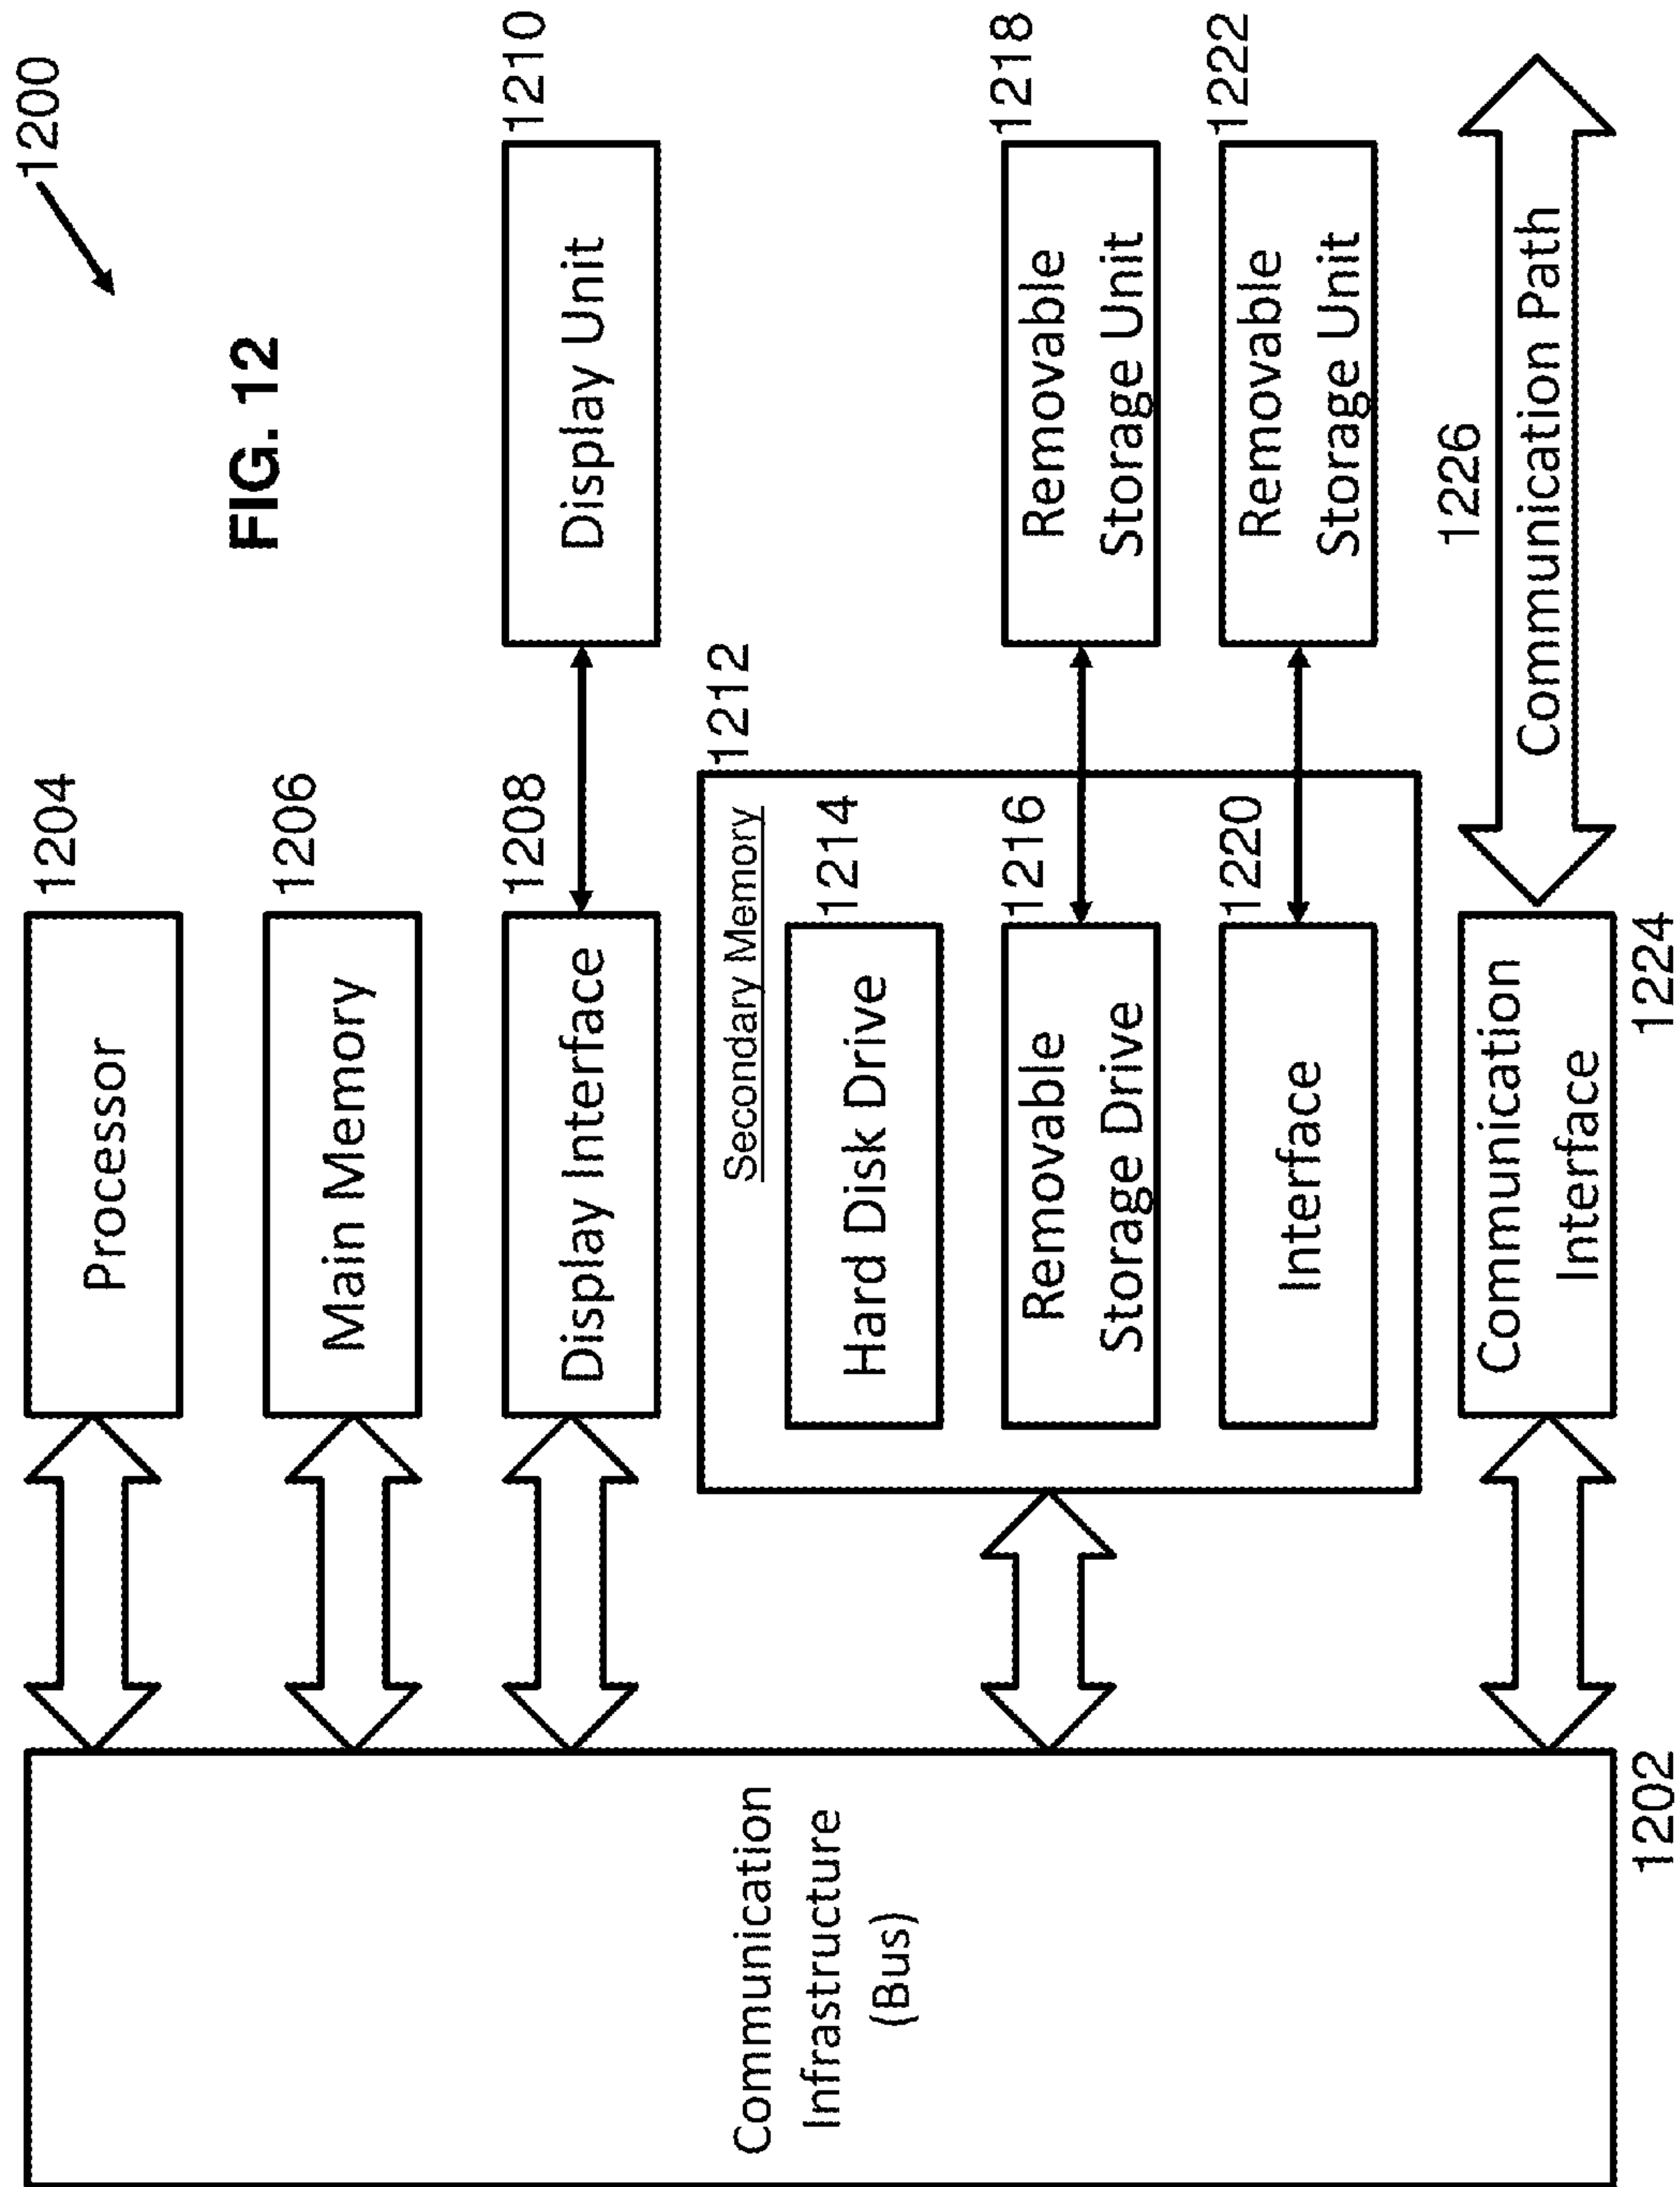 1200
FIG. 12
1204
Processor
1206
Main Memory
1208
Display Interface
1210
Display Unit
1212
Secondary Memory
1214
Hard Disk Drive
1216
Removable
Storage Drive
1218
Removable
Storage Unit
1220
Interface
1222
Removable
Storage Unit
Communication
Infrastructure
(Bus)
1202
Communication
Interface
1224
1226
Communication Path